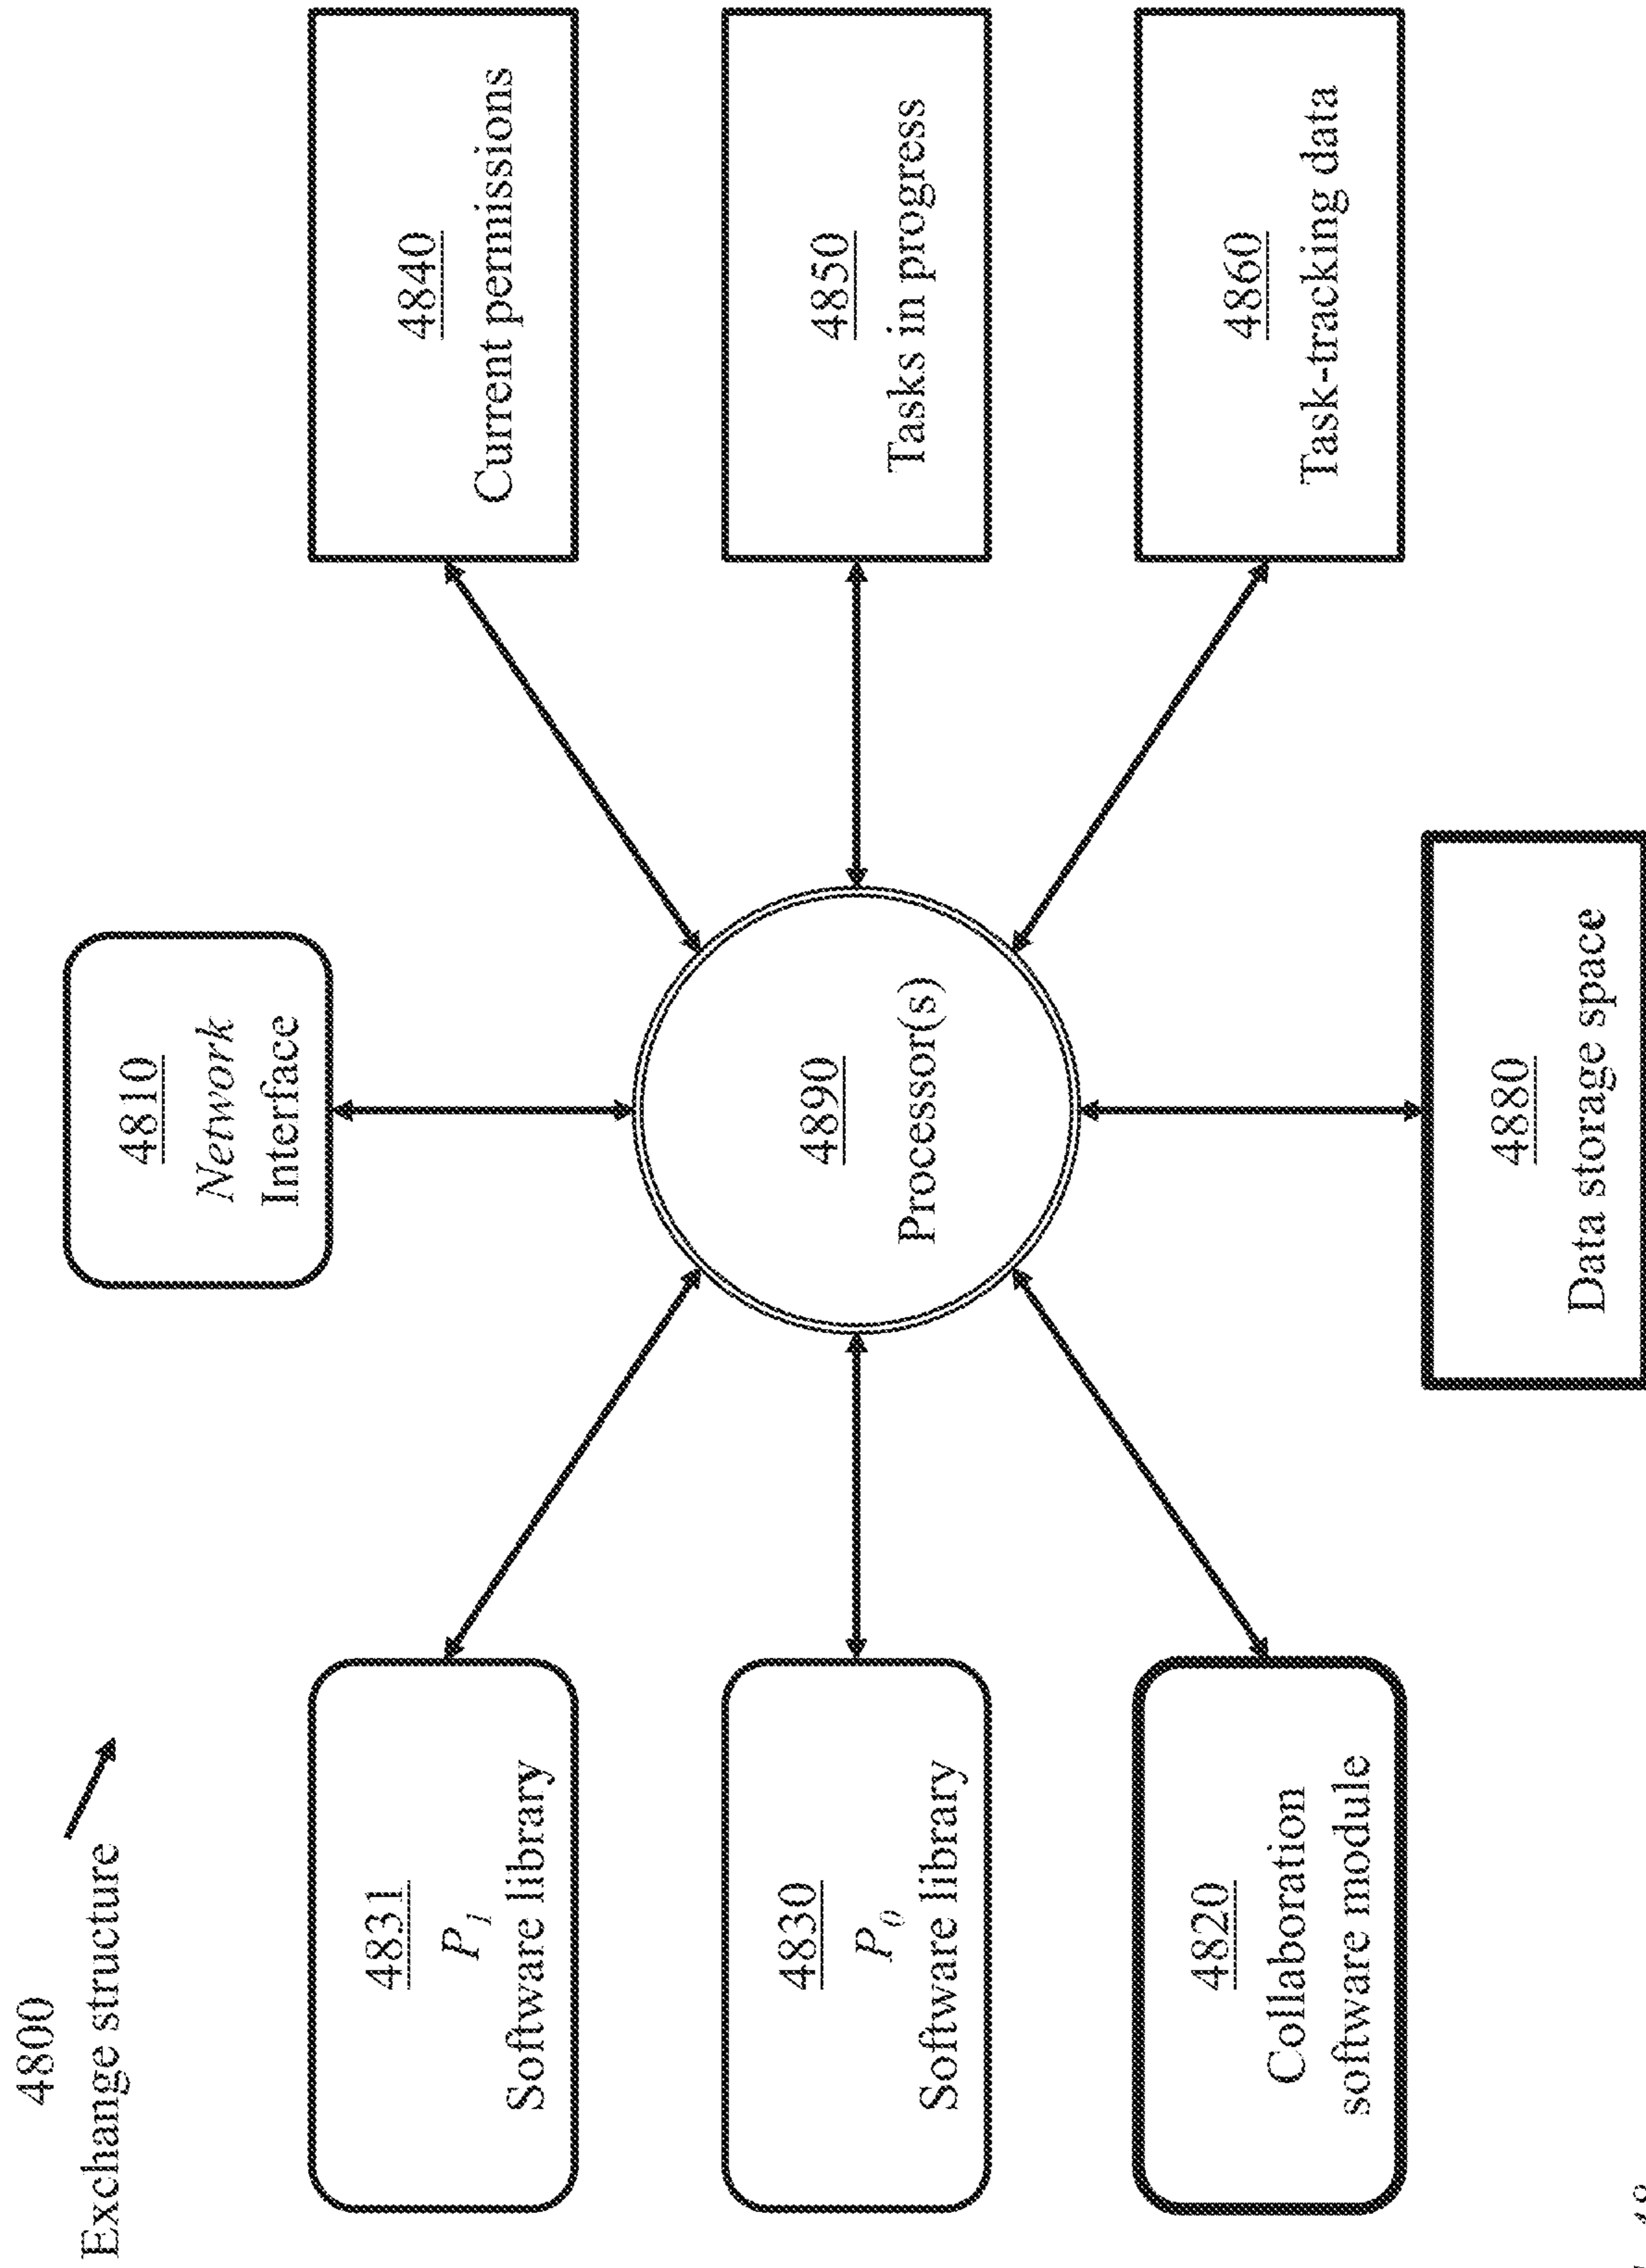 4800
Exchange structure
4810
Network
Interface
4831
P1
Software library
4840
Current permissions
4830
P0
Software library
4890
Processor(s)
4850
Tasks in progress
4820
Collaboration
software module
4860
Task-tracking data
4880
Data storage space